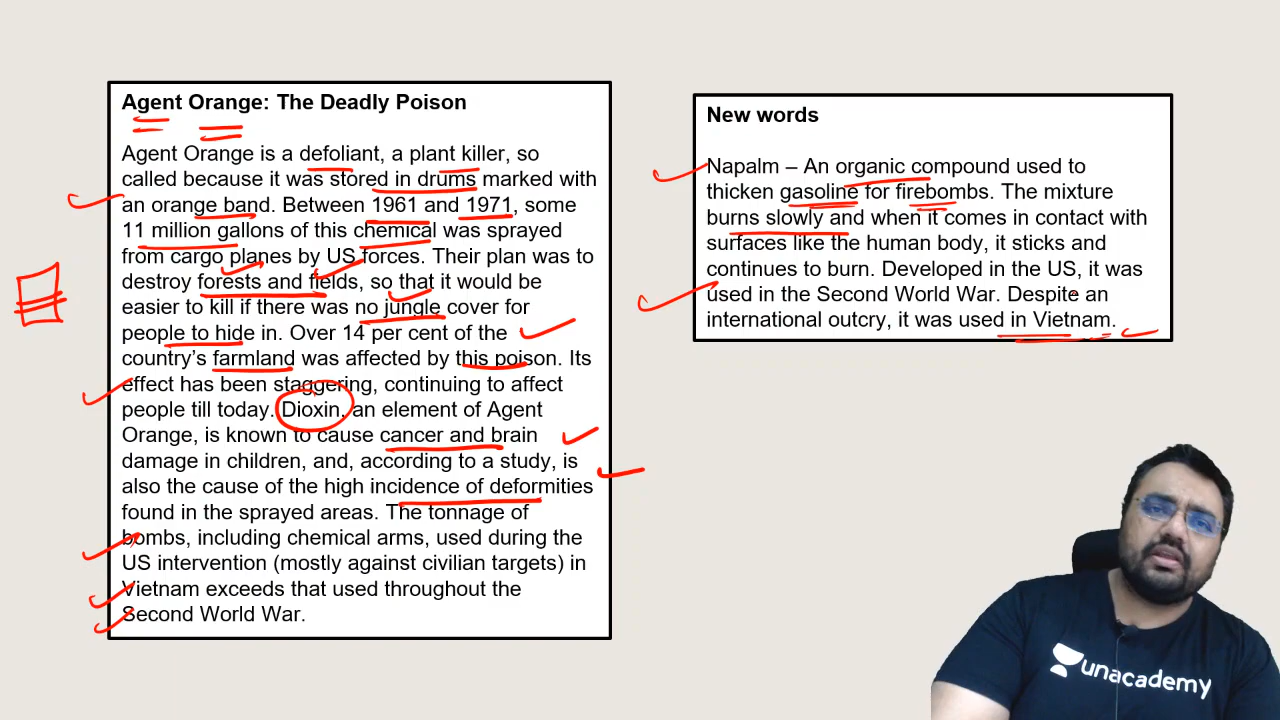 Agent Orange: The Deadly Poison
Agent Orange is a defoliant, a plant killer, so
called because it was stored in drums marked with
an orange band. Between 1961 and 1971, some
11 million gallons of this chemical was sprayed
from cargo planes by US forces. Their plan was to
destroy forests and fields, so that it would be
easier to kill if there was no jungle cover for
people to hide in. Over 14 per cent of the
country's farmland was affected by this poison. Its
effect has been staggering, continuing to affect
people till today. Dioxin, an element of Agent
Orange, is known to cause cancer and brain
damage in children, and, according to a study, is
also the cause of the high incidence of deformities
found in the sprayed areas. The tonnage of
bombs, including chemical arms, used during the
US intervention (mostly against civilian targets) in
Vietnam exceeds that used throughout the
Second World War.
New words
Napalm – An organic compound used to
thicken gasoline for firebombs. The mixture
burns slowly and when it comes in contact with
surfaces like the human body, it sticks and
continues to burn. Developed in the US, it was
used in the Second World War. Despite an
international outcry, it was used in Vietnam.
unacademy